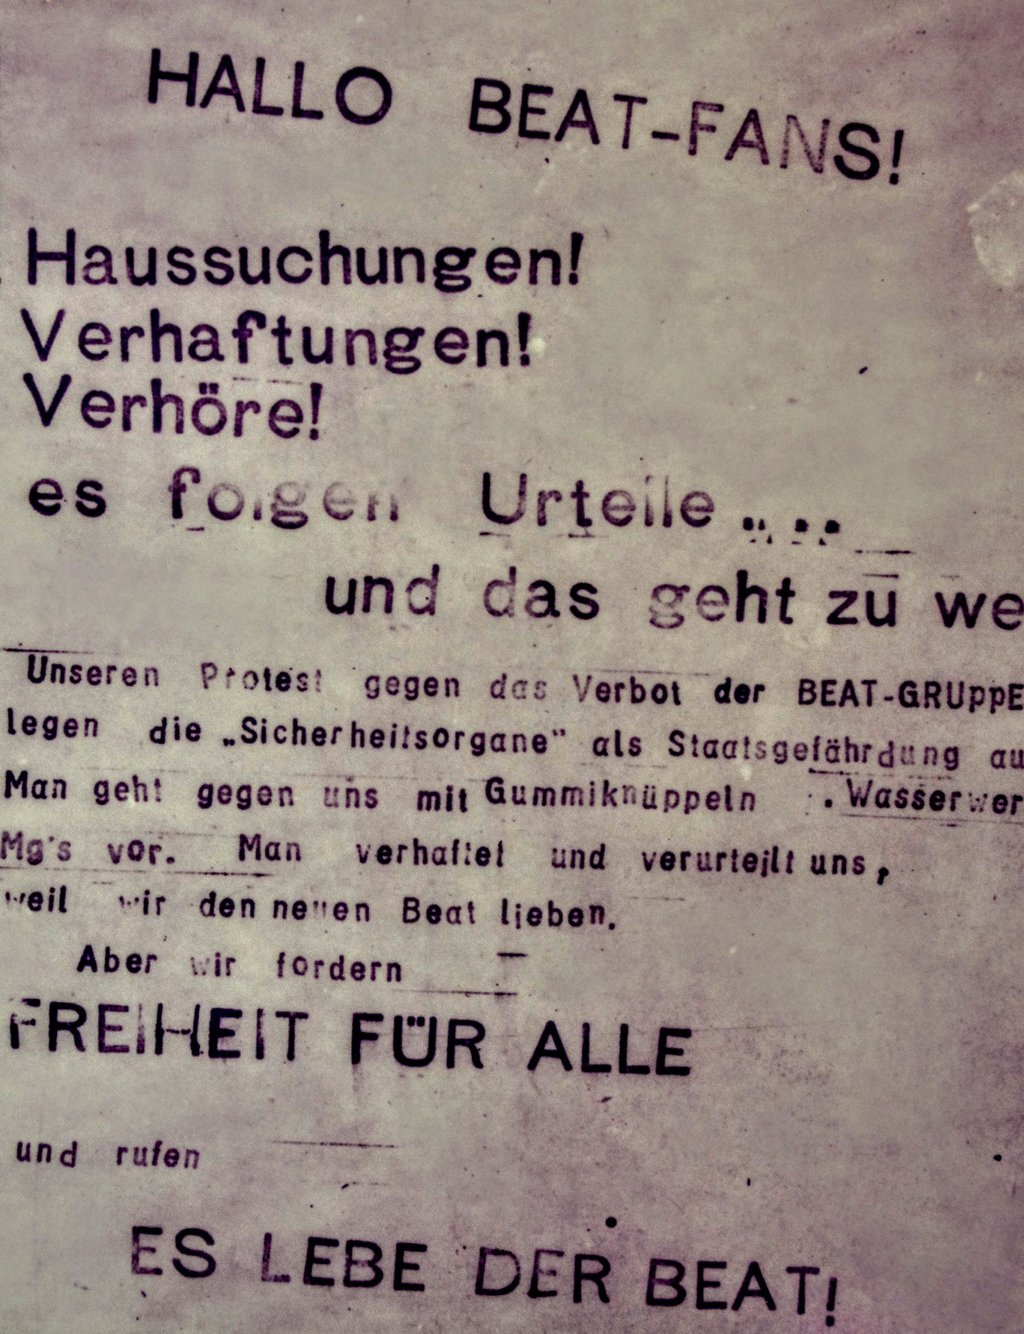 HALLO BEAT-FANS!
Haussuchungen!
Verhaftungen!
Verhöre!
es folgen Urteile ....
und das geht zu we
Unseren Protest gegen das Verbot der BEAT-GRUppE
legen die „Sicherheitsorgane" als Staatsgefährdung au
Man geht gegen uns mit Gummiknüppeln . Wasserwer
Mg's vor. Man verhaftet und verurteilt uns,
weil wir den neuen Beat lieben.
Aber wir fordern
FREIHEIT FÜR ALLE
und rufen
ES LEBE DER BEAT!